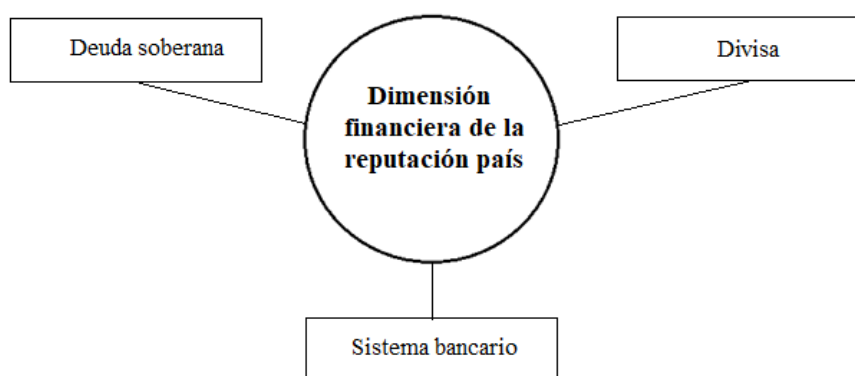 Deuda soberana
Divisa
Dimensión
financiera de la
reputación país
Sistema bancario